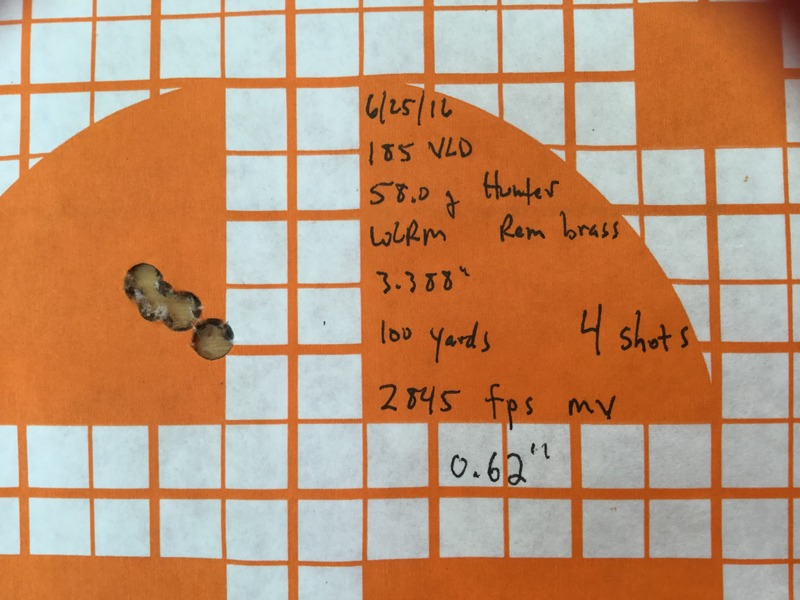 6/25/16
185 VLD
58.0 g Hunter
WLRM Rem brass
3.388"
100 yards 4 shots
2845 fps mv
0.62"